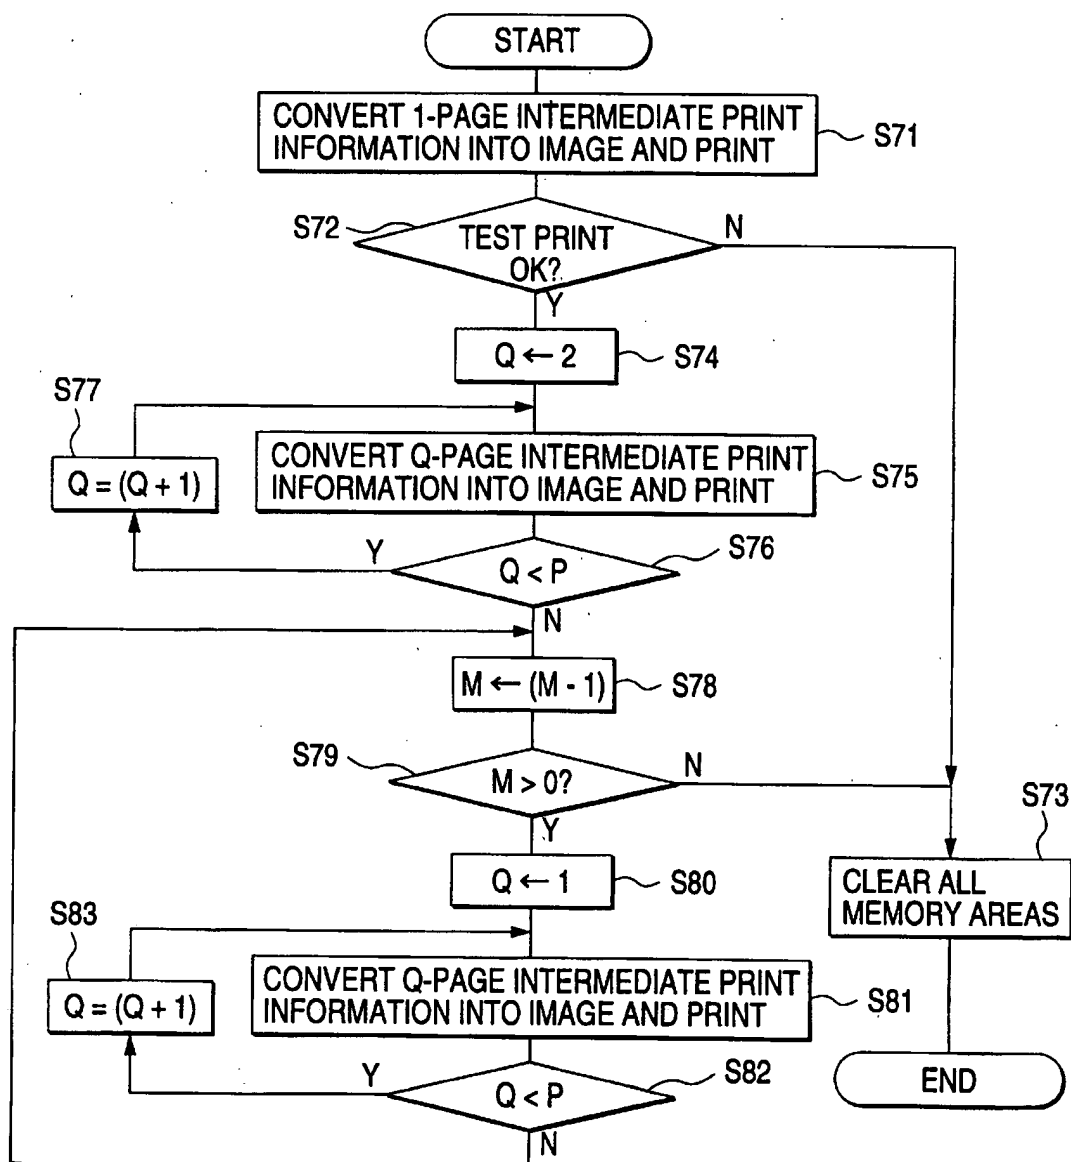 START
CONVERT 1-PAGE INTERMEDIATE PRINT
INFORMATION INTO IMAGE AND PRINT
S71
S72
TEST PRINT
OK?
N
Y
Q ← 2
S74
S77
Q = (Q + 1)
CONVERT Q-PAGE INTERMEDIATE PRINT
INFORMATION INTO IMAGE AND PRINT
S75
Y
Q < P
S76
N
M ← (M - 1)
S78
S79
M > 0?
N
Y
S73
CLEAR ALL
MEMORY AREAS
Q ← 1
S80
S83
Q = (Q + 1)
CONVERT Q-PAGE INTERMEDIATE PRINT
INFORMATION INTO IMAGE AND PRINT
S81
Y
Q < P
S82
N
END